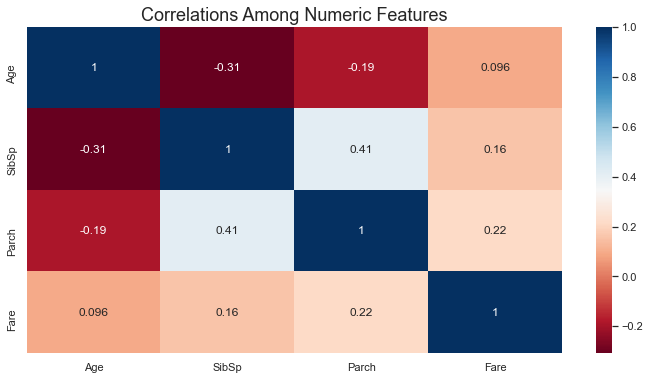 Correlations Among Numeric Features
Age 1 -0.31 -0.19 0.096
SibSp -0.31 1 0.41 0.16
Parch -0.19 0.41 1 0.22
Fare 0.096 0.16 0.22 1
Age SibSp Parch Fare
1.0
0.8
0.6
0.4
0.2
0.0
−0.2